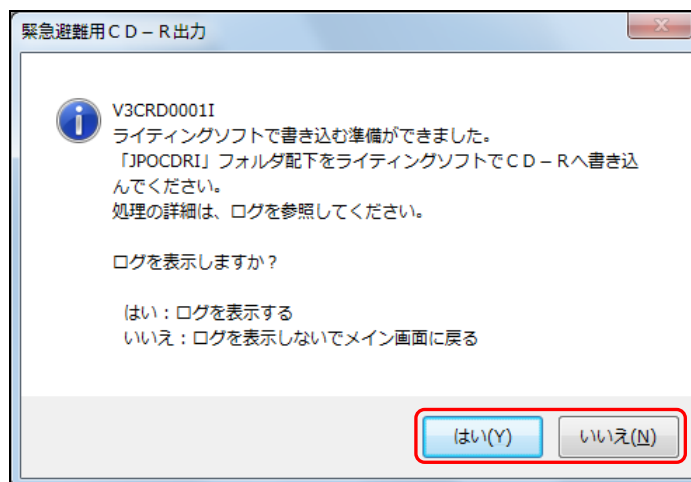 緊急避難用ＣＤ－Ｒ出力
V3CRD0001I
ライティングソフトで書き込む準備ができました。
「JPOCDRI」フォルダ配下をライティングソフトでＣＤ－Ｒへ書き込
んでください。
処理の詳細は、ログを参照してください。
ログを表示しますか？
はい：ログを表示する
いいえ：ログを表示しないでメイン画面に戻る
はい(Y) いいえ(N)